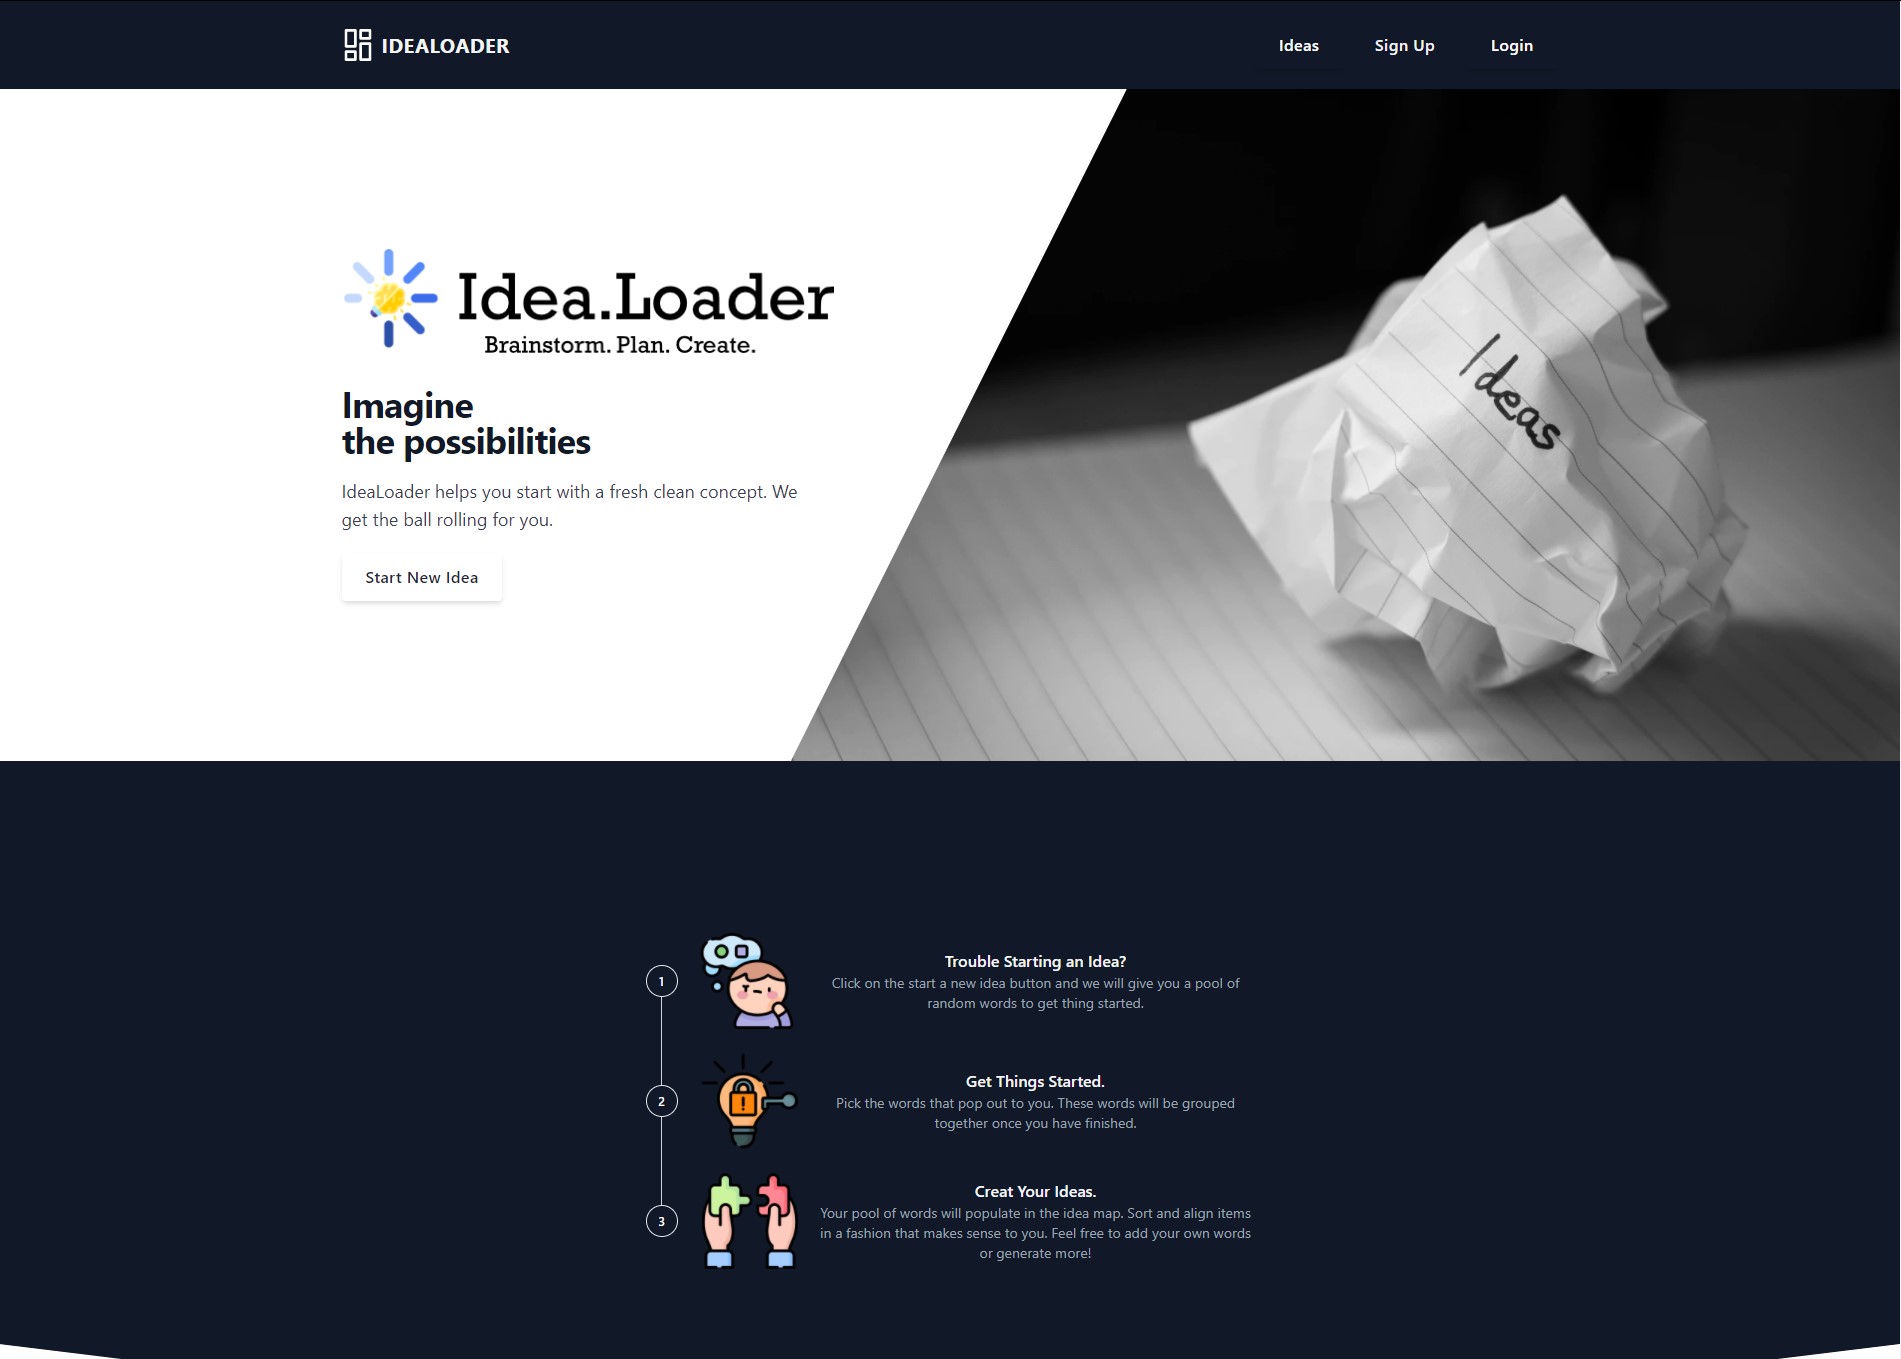 IDEALOADER
Ideas
Sign Up
Login
Idea.Loader
Brainstorm. Plan. Create.
Imagine
the possibilities
IdeaLoader helps you start with a fresh clean concept. We
get the ball rolling for you.
Start New Idea
Ideas
1
Trouble Starting an Idea?
Click on the start a new idea button and we will give you a pool of
random words to get thing started.
2
Get Things Started.
Pick the words that pop out to you. These words will be grouped
together once you have finished.
3
Creat Your Ideas.
Your pool of words will populate in the idea map. Sort and align items
in a fashion that makes sense to you. Feel free to add your own words
or generate more!